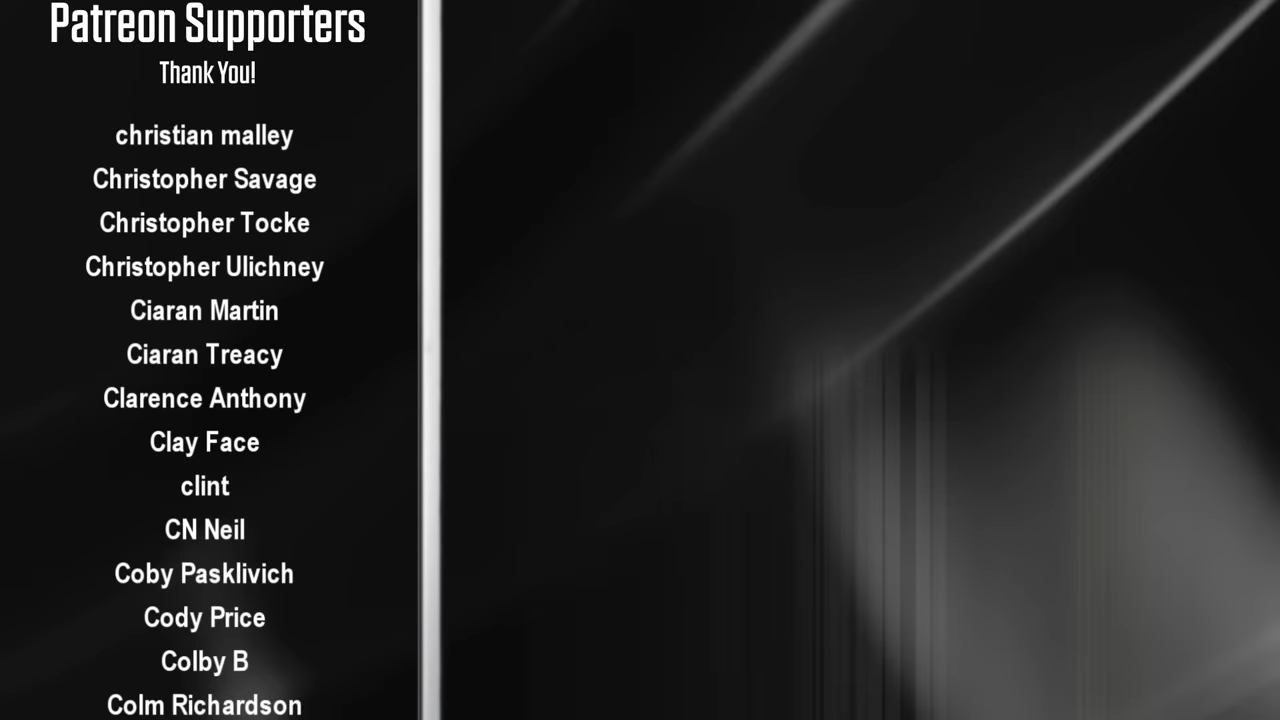 Patreon Supporters
Thank You!
christian malley
Christopher Savage
Christopher Tocke
Christopher Ulichney
Ciaran Martin
Ciaran Treacy
Clarence Anthony
Clay Face
clint
CN Neil
Coby Pasklivich
Cody Price
Colby B
Colm Richardson